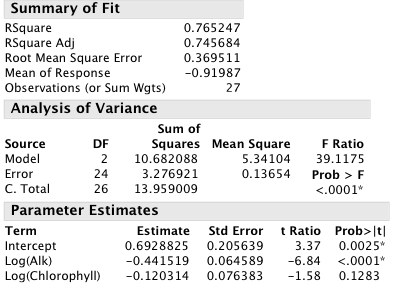 Summary of Fit
RSquare 0.765247
RSquare Adj 0.745684
Root Mean Square Error 0.369511
Mean of Response -0.91987
Observations (or Sum Wgts) 27
Analysis of Variance
Sum of
Source DF Squares Mean Square F Ratio
Model 2 10.682088 5.34104 39.1175
Error 24 3.276921 0.13654 Prob > F
C. Total 26 13.959009 <.0001*
Parameter Estimates
Term Estimate Std Error t Ratio Prob>|t|
Intercept 0.6928825 0.205639 3.37 0.0025*
Log(Alk) -0.441519 0.064589 -6.84 <.0001*
Log(Chlorophyll) -0.120314 0.076383 -1.58 0.1283